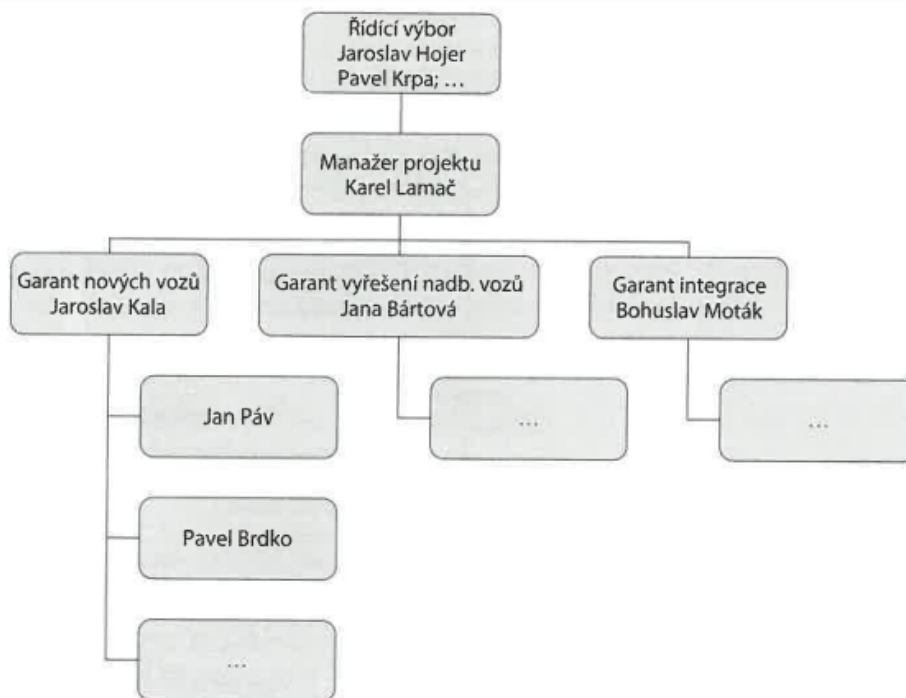 Řídící výbor
Jaroslav Hojer
Pavel Krpa; …
Manažer projektu
Karel Lamač
Garant nových vozů
Jaroslav Kala
Garant vyřešení nadb. vozů
Jana Bártová
Garant integrace
Bohuslav Moták
Jan Páv
…
…
Pavel Brdko
…